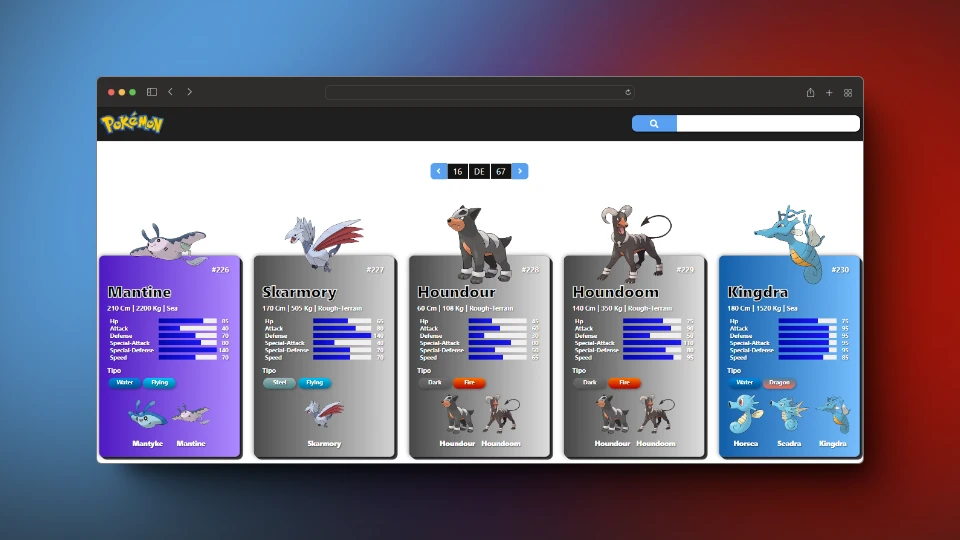 POKéMON
16 DE 67
#226
Mantine
210 Cm | 2200 Kg | Sea
Hp 85
Attack 40
Defense 70
Special-Attack 80
Special-Defense 140
Speed 70
Tipo
Water Flying
Mantyke Mantine
#227
Skarmory
170 Cm | 505 Kg | Rough-Terrain
Hp 65
Attack 80
Defense 140
Special-Attack 40
Special-Defense 70
Speed 70
Tipo
Steel Flying
Skarmory
#228
Houndour
60 Cm | 108 Kg | Rough-Terrain
Hp 45
Attack 60
Defense 30
Special-Attack 80
Special-Defense 50
Speed 65
Tipo
Dark Fire
Houndour Houndoom
#229
Houndoom
140 Cm | 350 Kg | Rough-Terrain
Hp 75
Attack 90
Defense 50
Special-Attack 110
Special-Defense 80
Speed 95
Tipo
Dark Fire
Houndour Houndoom
#230
Kingdra
180 Cm | 1520 Kg | Sea
Hp 75
Attack 95
Defense 95
Special-Attack 95
Special-Defense 95
Speed 85
Tipo
Water Dragon
Horsea Seadra Kingdra